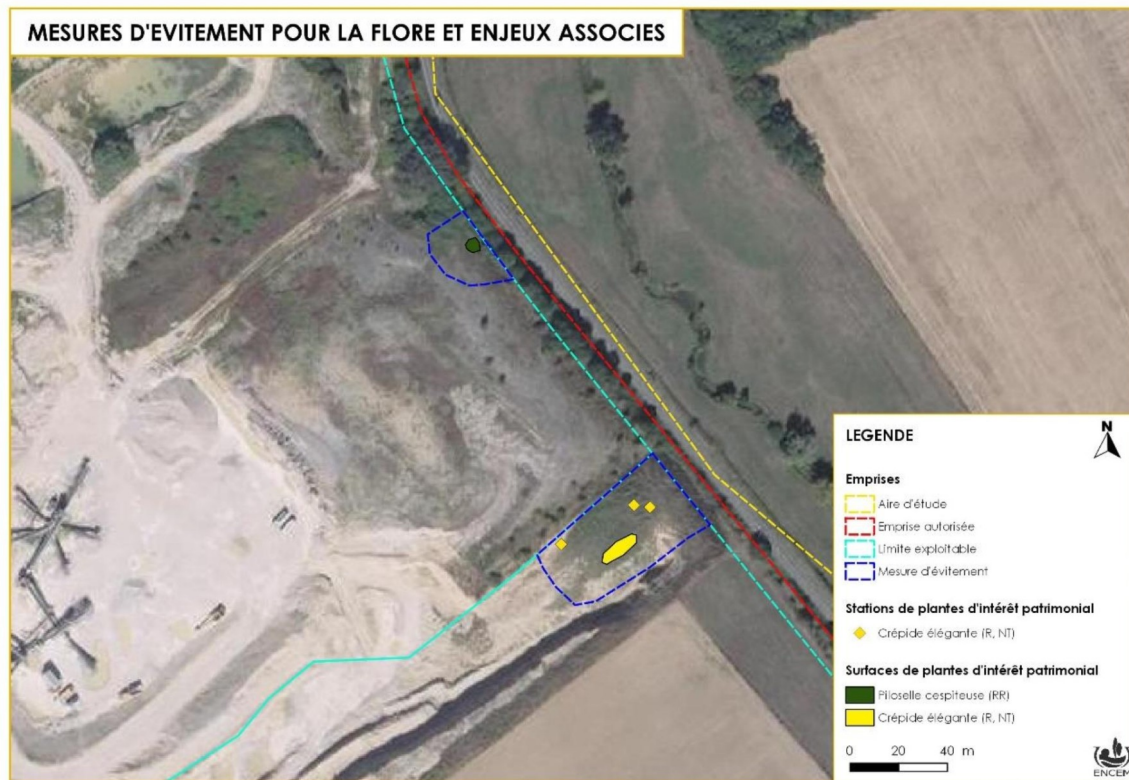 MESURES D'EVITEMENT POUR LA FLORE ET ENJEUX ASSOCIES
LEGENDE
N
Emprises
Aire d'étude
Emprise autorisée
Limite exploitable
Mesure d'évitement
Stations de plantes d'intérêt patrimonial
Crépide élégante (R, NT)
Surfaces de plantes d'intérêt patrimonial
Piloselle cespiteuse (RR)
Crépide élégante (R, NT)
0 20 40 m
ENCEM